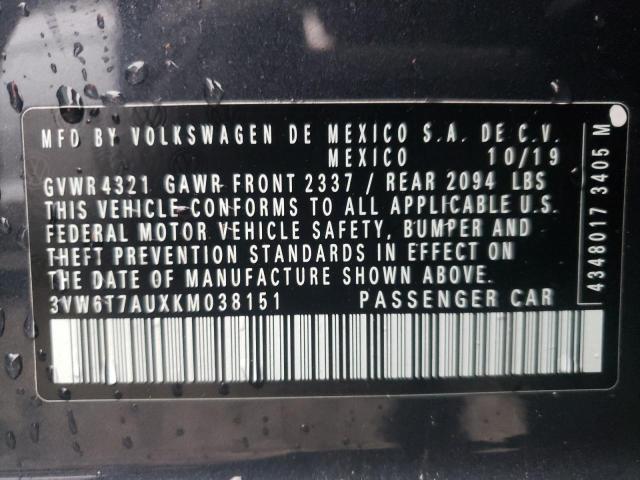 MFD BY VOLKSWAGEN DE MEXICO S.A. DE C.V.
MEXICO 10/19
GVWR 4321 GAWR FRONT 2337 / REAR 2094 LBS
THIS VEHICLE CONFORMS TO ALL APPLICABLE U.S.
FEDERAL MOTOR VEHICLE SAFETY, BUMPER AND
THEFT PREVENTION STANDARDS IN EFFECT ON
THE DATE OF MANUFACTURE SHOWN ABOVE.
3VW6T7AUXKM038151 PASSENGER CAR
4348017 3405 M